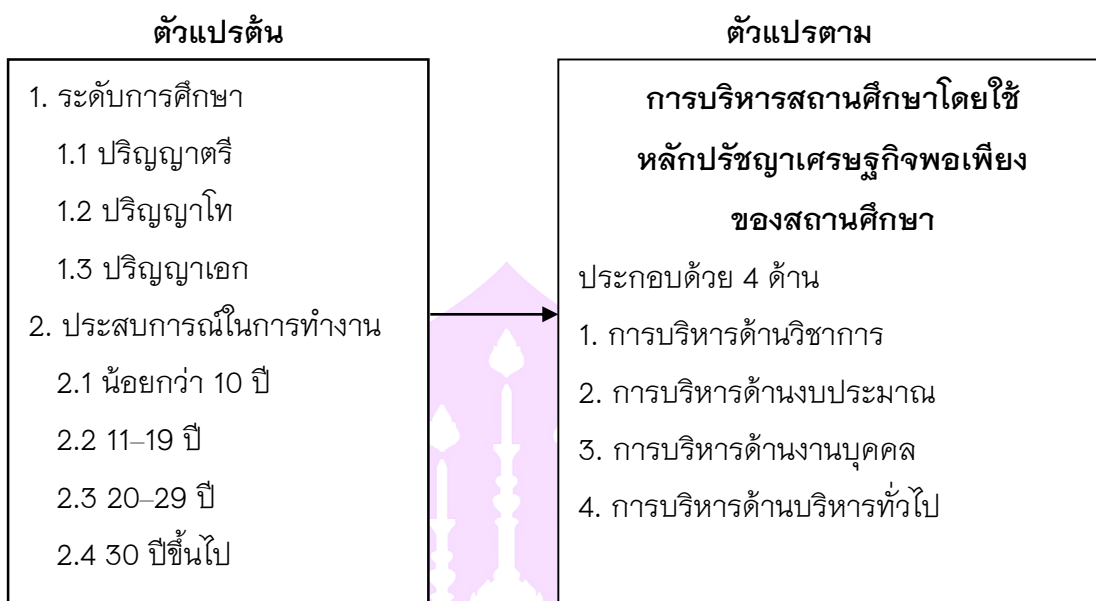 ตัวแปรต้น
1. ระดับการศึกษา
1.1 ปริญญาตรี
1.2 ปริญญาโท
1.3 ปริญญาเอก
2. ประสบการณ์ในการทำงาน
2.1 น้อยกว่า 10 ปี
2.2 11–19 ปี
2.3 20–29 ปี
2.4 30 ปีขึ้นไป
ตัวแปรตาม
การบริหารสถานศึกษาโดยใช้
หลักปรัชญาเศรษฐกิจพอเพียง
ของสถานศึกษา
ประกอบด้วย 4 ด้าน
1. การบริหารด้านวิชาการ
2. การบริหารด้านงบประมาณ
3. การบริหารด้านงานบุคคล
4. การบริหารด้านบริหารทั่วไป